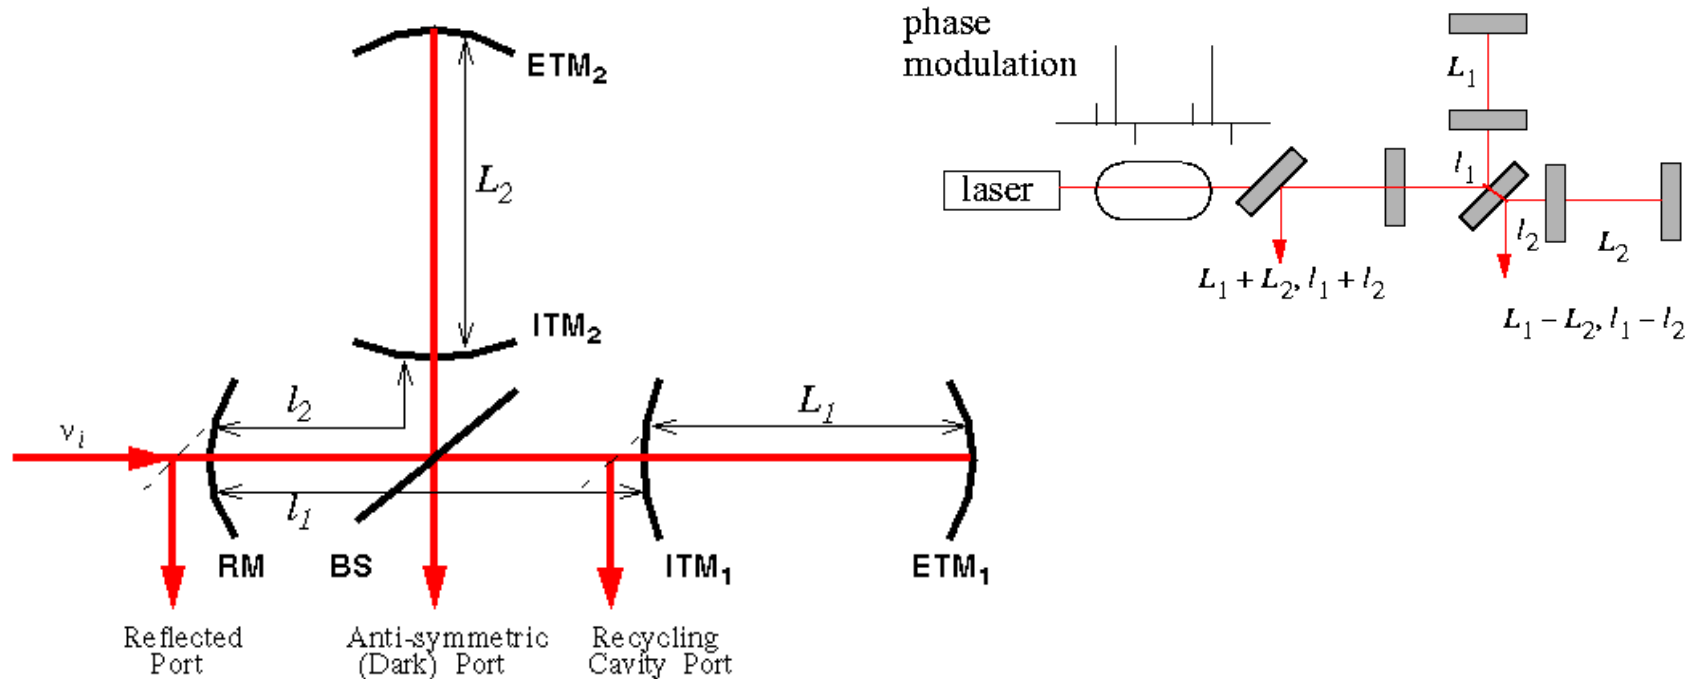 ETM₂
L₂
ITM₂
l₂
L₁
νᵢ
l₁
RM
BS
ITM₁
ETM₁
Reflected
Port
Anti-symmetric
(Dark) Port
Recycling
Cavity Port
phase
modulation
L₁
laser
l₁
l₂
L₂
L₁ + L₂, l₁ + l₂
L₁ − L₂, l₁ − l₂